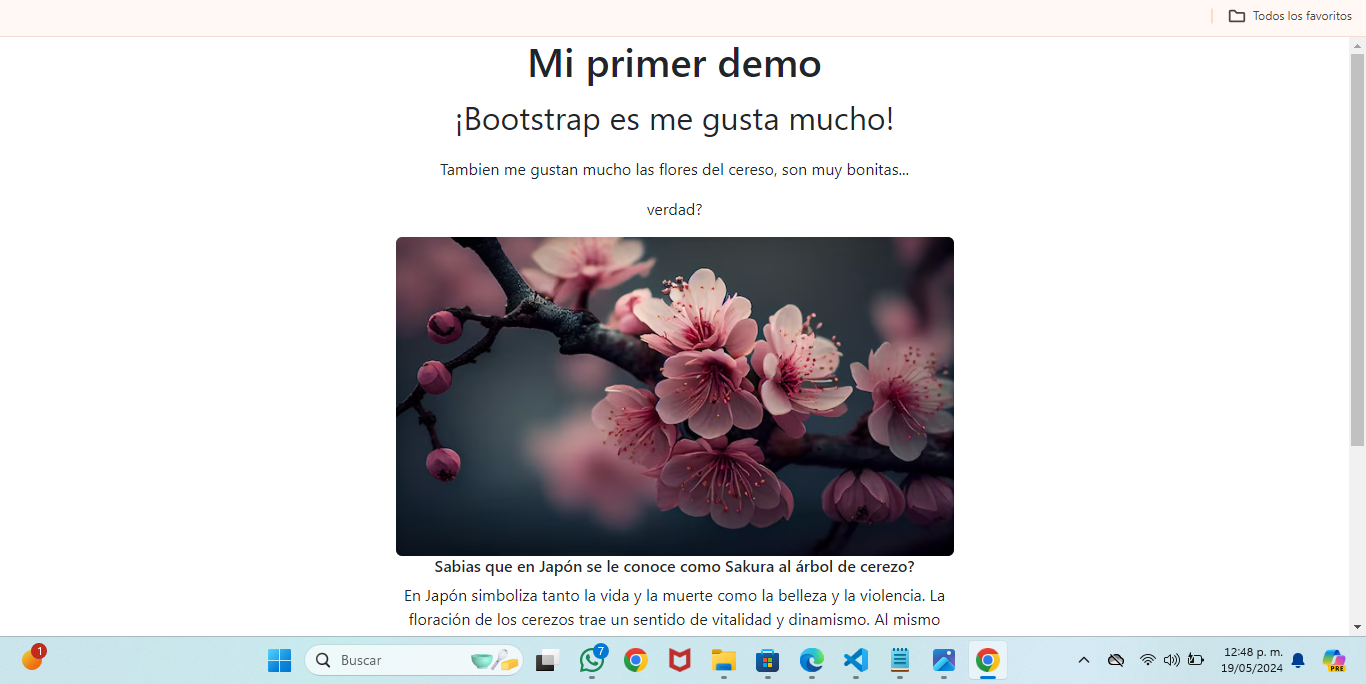 Todos los favoritos
Mi primer demo
¡Bootstrap es me gusta mucho!
Tambien me gustan mucho las flores del cereso, son muy bonitas...
verdad?
Sabias que en Japón se le conoce como Sakura al árbol de cerezo?
En Japón simboliza tanto la vida y la muerte como la belleza y la violencia. La
floración de los cerezos trae un sentido de vitalidad y dinamismo. Al mismo
1
Buscar
7
12:48 p. m.
19/05/2024
PRE